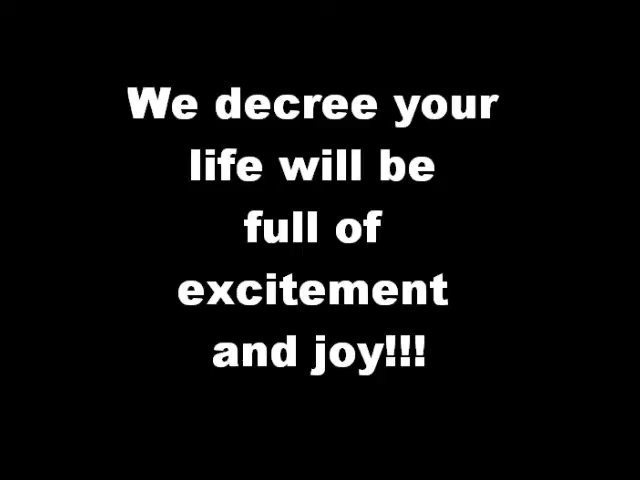 We decree your
life will be
full of
excitement
and joy!!!